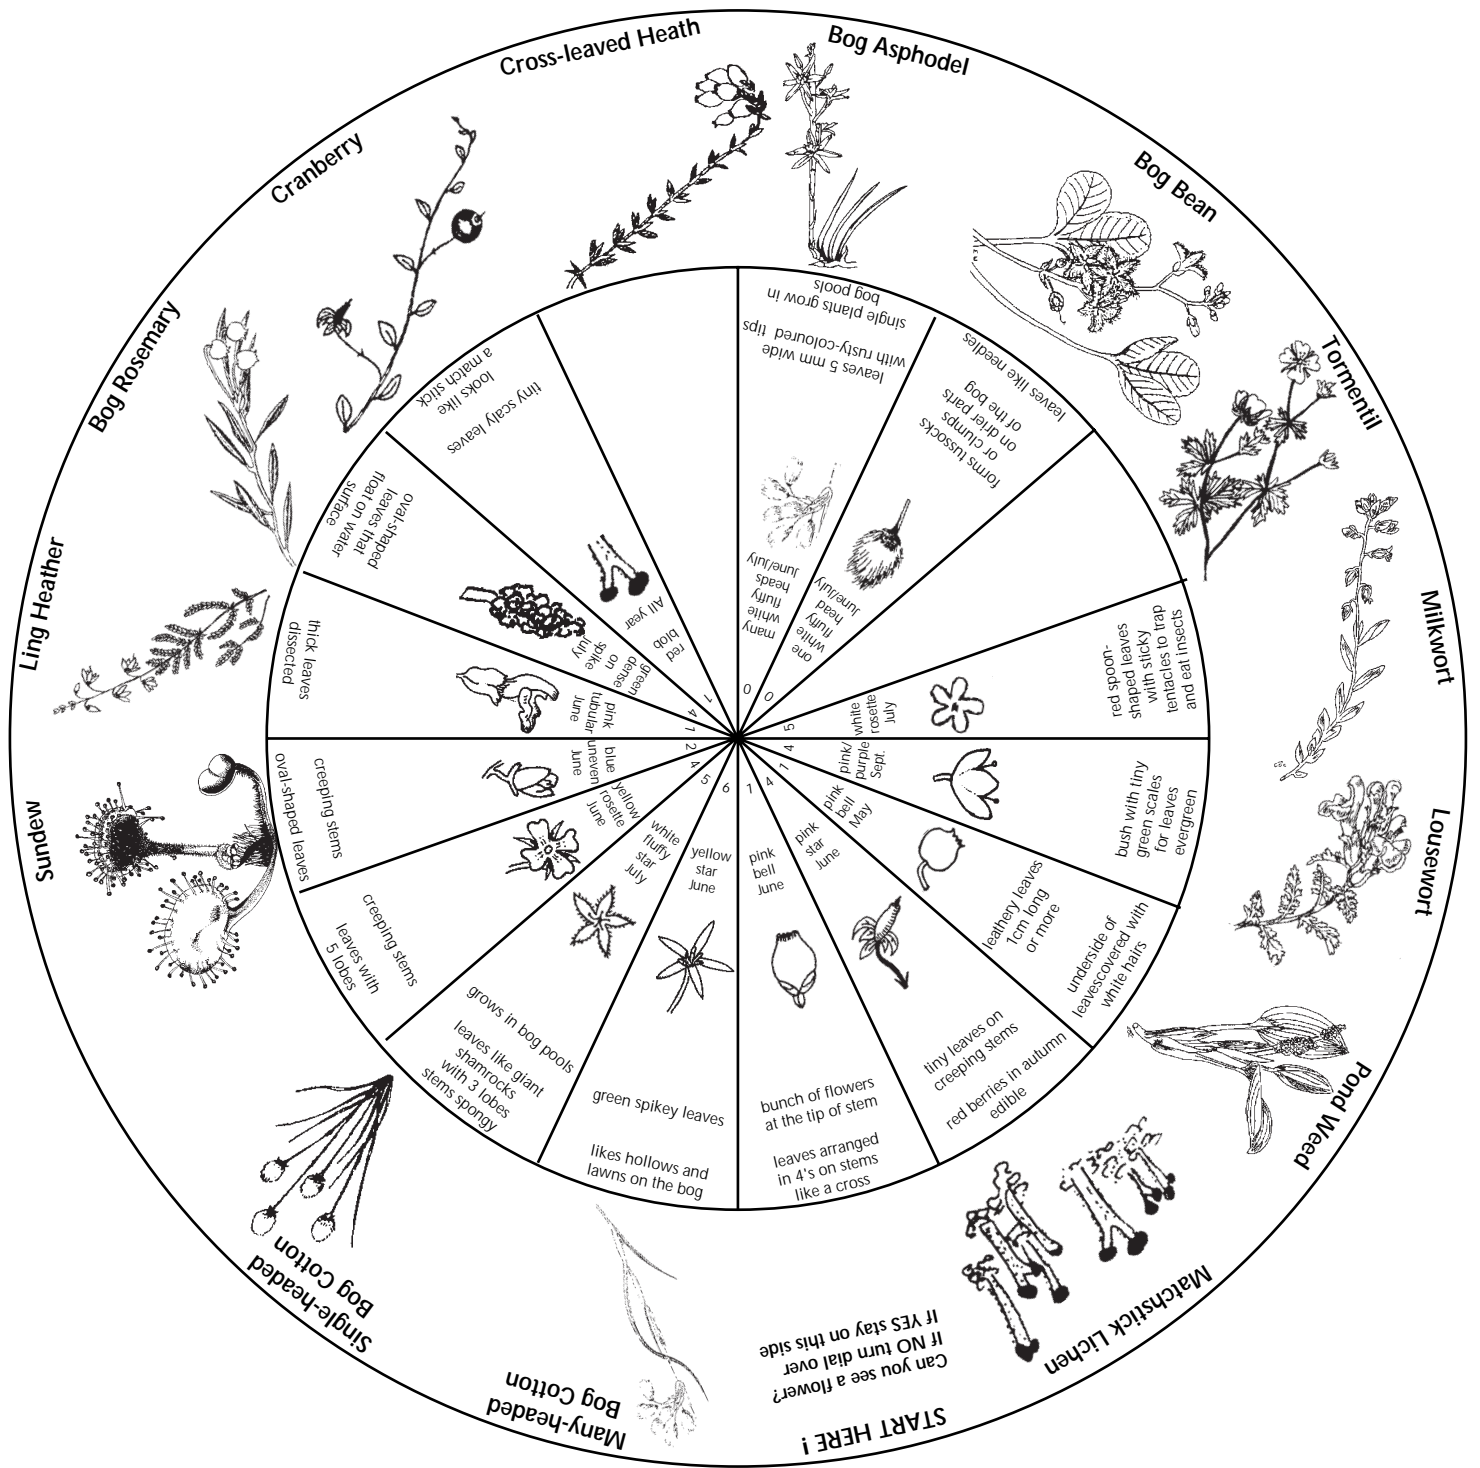 START HERE !
Can you see a flower?
If NO turn dial over
If YES stay on this side
Many-headed
Bog Cotton
Single-headed
Bog Cotton
Sundew
Ling Heather
Bog Rosemary
Cranberry
Cross-leaved Heath
Bog Asphodel
Bog Bean
Tormentil
Milkwort
Lousewort
Pond Weed
Matchstick Lichen
single plants grow in
bog pools
leaves 5 mm wide
with rusty-coloured tips
many
white
fluffy
heads
June/July
0
leaves like needles
forms tussocks
or clumps
on drier parts
of the bog
one
white
fluffy
head
June/July
0
red spoon-
shaped leaves
with sticky
tentacles to trap
and eat insects
white
rosette
July
5
bush with tiny
green scales
for leaves
evergreen
pink/
purple
Sept.
4
leathery leaves
1cm long
or more
underside of
leavescovered with
white hairs
pink
bell
May
1
tiny leaves on
creeping stems
red berries in autumn
edible
pink
star
June
4
bunch of flowers
at the tip of stem
leaves arranged
in 4's on stems
like a cross
pink
bell
June
1
green spikey leaves
likes hollows and
lawns on the bog
yellow
star
June
6
grows in bog pools
leaves like giant
shamrocks
with 3 lobes
stems spongy
white
fluffy
star
July
5
creeping stems
leaves with
5 lobes
yellow
rosette
June
4
creeping stems
oval-shaped leaves
blue
uneven
June
2
thick leaves
dissected
pink
tubular
June
1
oval-shaped
leaves that
float on water
surface
green
dense
on
spike
July
4
tiny scaly leaves
looks like
a match stick
red
blob
All year
1